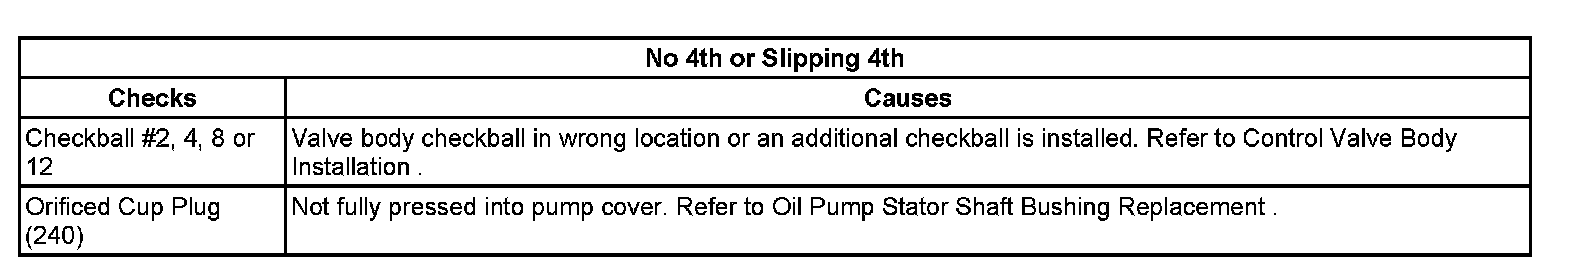 No 4th or Slipping 4th
Checks
Causes
Checkball #2, 4, 8 or
12
Valve body checkball in wrong location or an additional checkball is installed. Refer to Control Valve Body
Installation .
Orificed Cup Plug
(240)
Not fully pressed into pump cover. Refer to Oil Pump Stator Shaft Bushing Replacement .